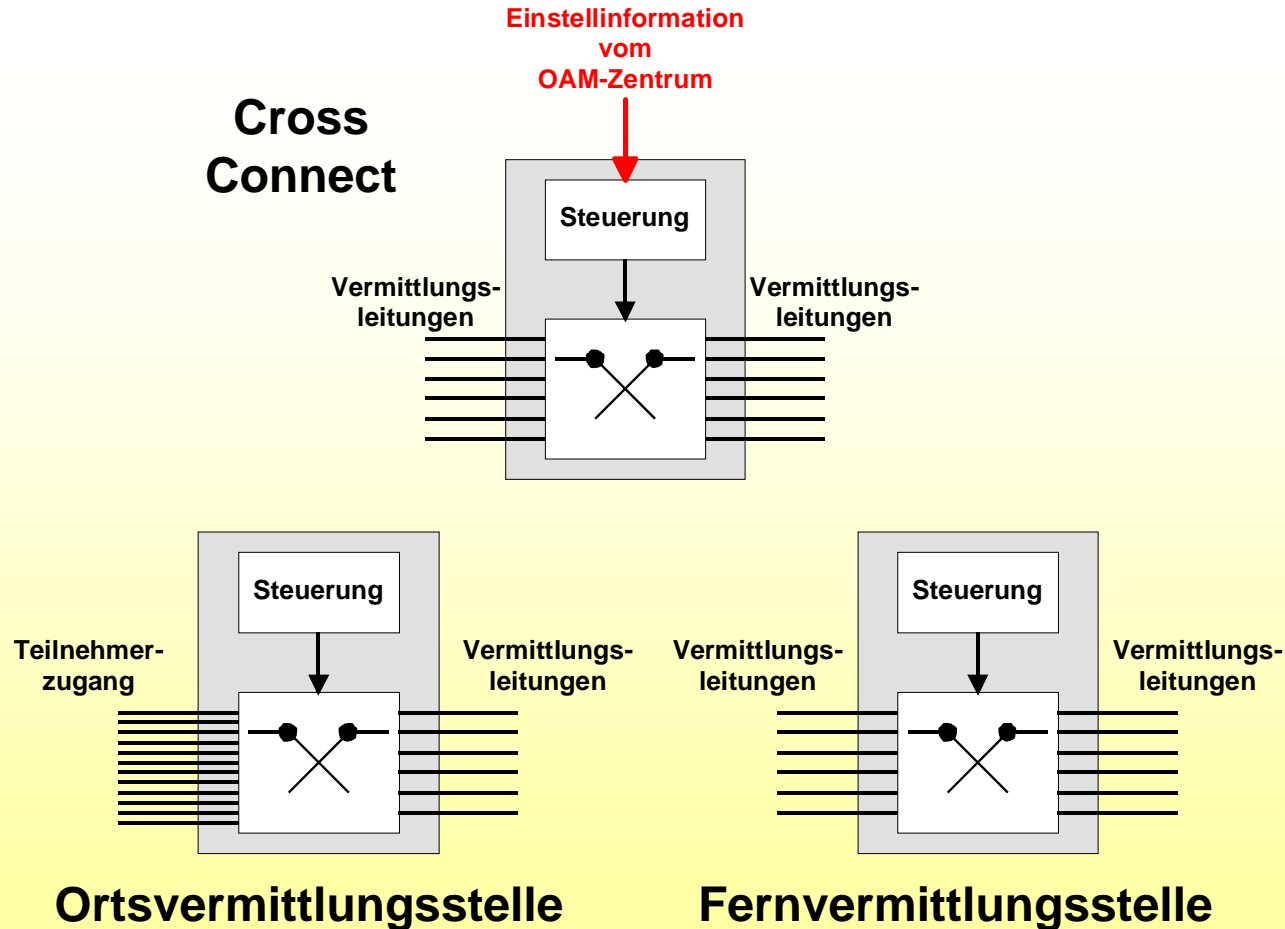 Einstellinformation
vom
OAM-Zentrum
Cross
Connect
Steuerung
Vermittlungs-
leitungen
Vermittlungs-
leitungen
Steuerung
Teilnehmer-
zugang
Vermittlungs-
leitungen
Ortsvermittlungsstelle
Steuerung
Vermittlungs-
leitungen
Vermittlungs-
leitungen
Fernvermittlungsstelle